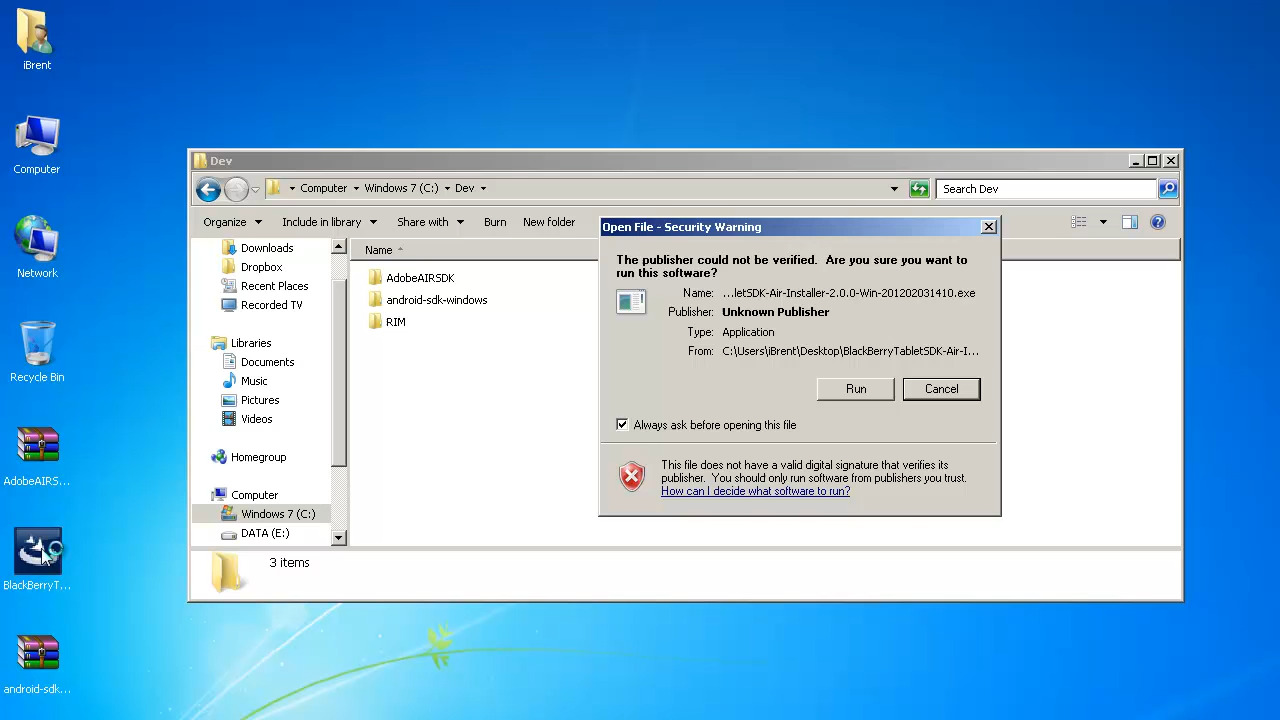 iBrent
Computer
Network
Recycle Bin
AdobeAIRS...
BlackBerryT...
android-sdk...
Dev
Computer Windows 7 (C:) Dev
Search Dev
Organize Include in library Share with Burn New folder
Downloads
Dropbox
Recent Places
Recorded TV
Libraries
Documents
Music
Pictures
Videos
Homegroup
Computer
Windows 7 (C:)
DATA (E:)
Name
AdobeAIRSDK
android-sdk-windows
RIM
3 items
Open File - Security Warning
The publisher could not be verified. Are you sure you want to
run this software?
Name: ...letSDK-Air-Installer-2.0.0-Win-201202031410.exe
Publisher: Unknown Publisher
Type: Application
From: C:\Users\iBrent\Desktop\BlackBerryTabletSDK-Air-I...
Run Cancel
Always ask before opening this file
This file does not have a valid digital signature that verifies its
publisher. You should only run software from publishers you trust.
How can I decide what software to run?